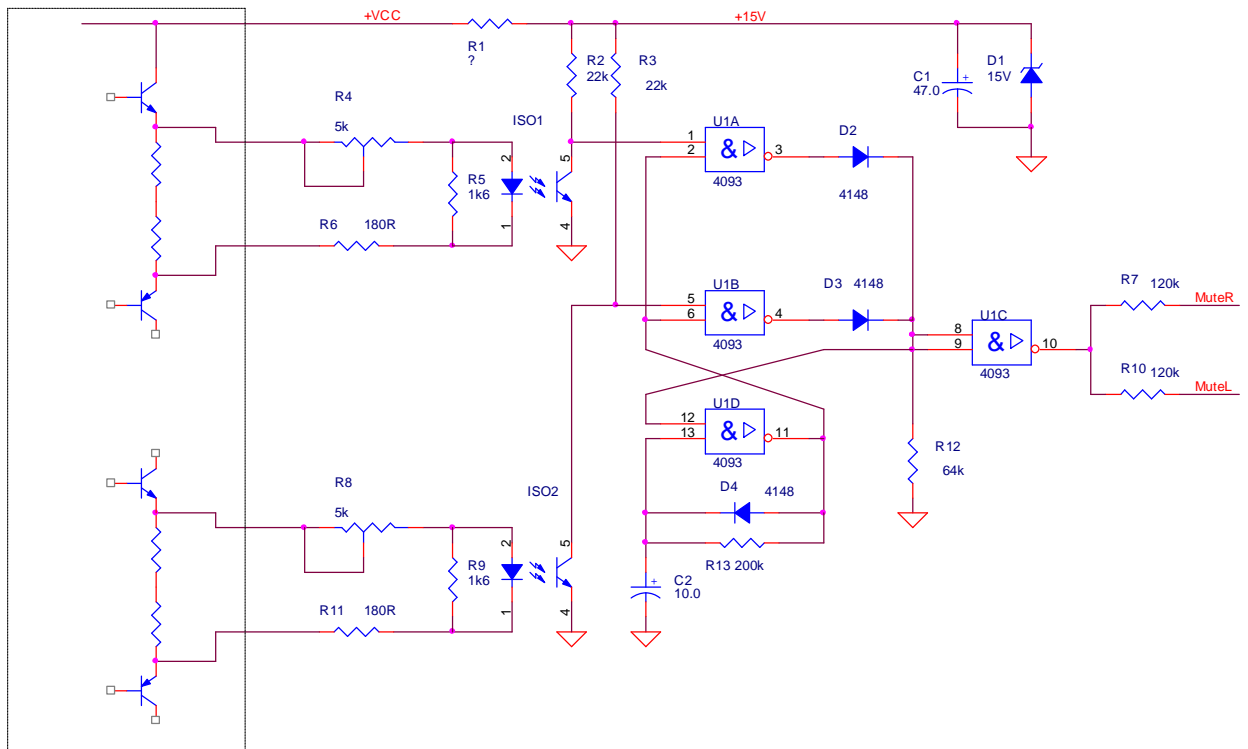 +VCC
+15V
R1
?
R2
22k
R3
22k
C1
47.0
+
D1
15V
R4
5k
ISO1
2
5
R5
1k6
1
4
R6 180R
U1A
1
2
&
3
4093
D2
4148
U1B
5
6
&
4
4093
D3 4148
U1C
8
9
&
10
4093
R7 120k
MuteR
R10 120k
MuteL
U1D
12
13
&
11
4093
R12
64k
D4
4148
R13 200k
C2
10.0
+
R8
5k
ISO2
2
5
R9
1k6
1
4
R11 180R